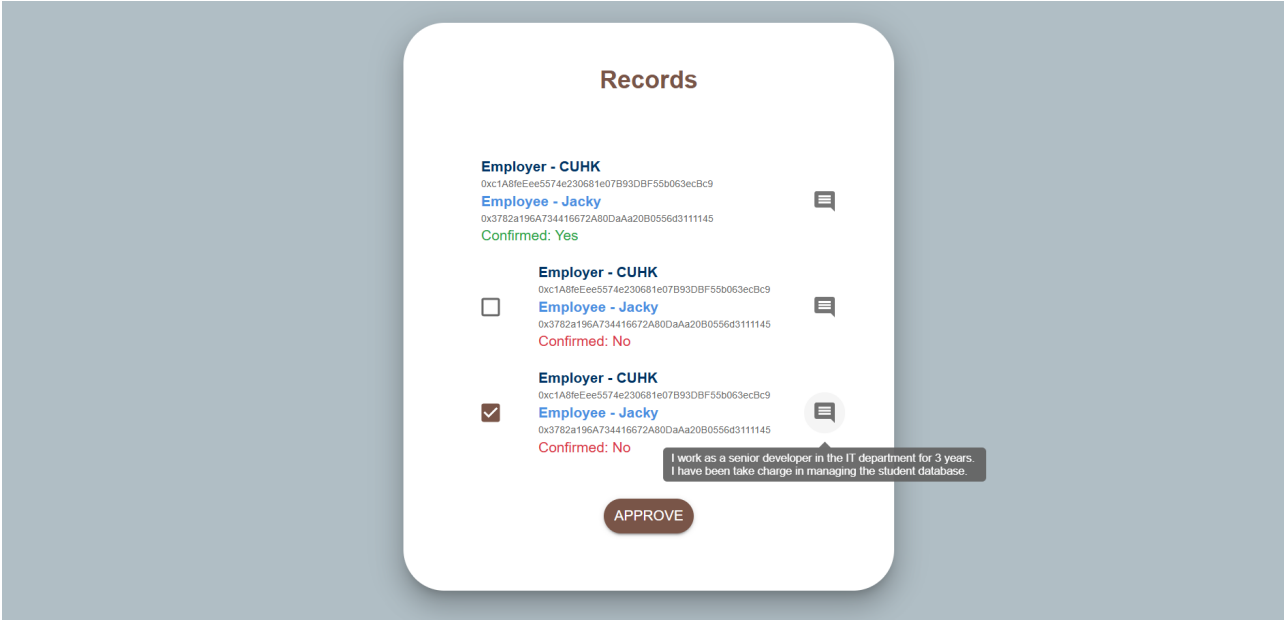 Records
Employer - CUHK
0xc1A8feEee5574e230681e07B93DBF55b063ecBc9
Employee - Jacky
0x3782a196A734416672A80DaAa20B0556d3111145
Confirmed: Yes
Employer - CUHK
0xc1A8feEee5574e230681e07B93DBF55b063ecBc9
Employee - Jacky
0x3782a196A734416672A80DaAa20B0556d3111145
Confirmed: No
Employer - CUHK
0xc1A8feEee5574e230681e07B93DBF55b063ecBc9
Employee - Jacky
0x3782a196A734416672A80DaAa20B0556d3111145
Confirmed: No
I work as a senior developer in the IT department for 3 years.
I have been take charge in managing the student database.
APPROVE